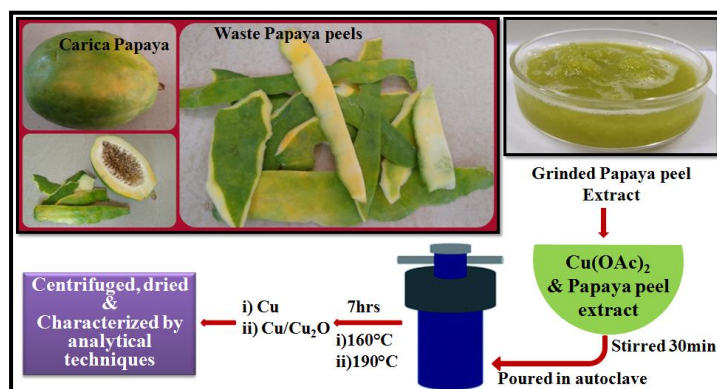 Carica Papaya
Waste Papaya peels
Grinded Papaya peel
Extract
Cu(OAc)₂
& Papaya peel
extract
Stirred 30min
Poured in autoclave
7hrs
i)160°C
ii)190°C
i) Cu
ii) Cu/Cu₂O
Centrifuged, dried
&
Characterized by
analytical
techniques